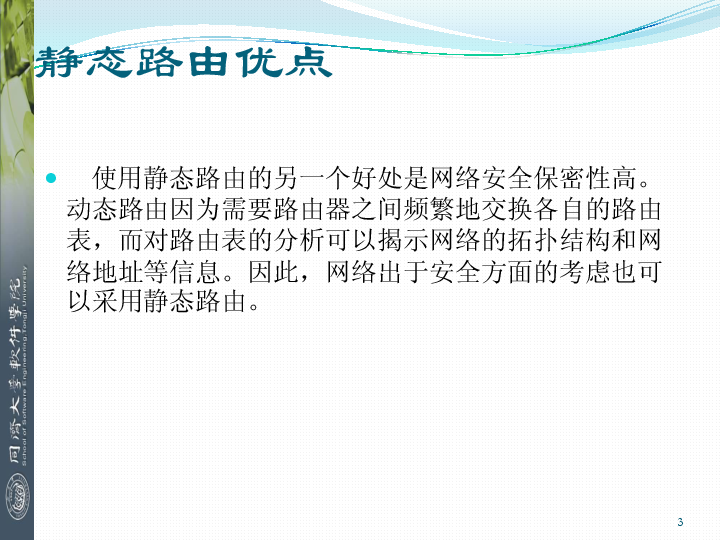 静态路由优点
使用静态路由的另一个好处是网络安全保密性高。
动态路由因为需要路由器之间频繁地交换各自的路由
表，而对路由表的分析可以揭示网络的拓扑结构和网
络地址等信息。因此，网络出于安全方面的考虑也可
以采用静态路由。
同濟大学軟件学院
School of Software Engineering,Tongji University
3